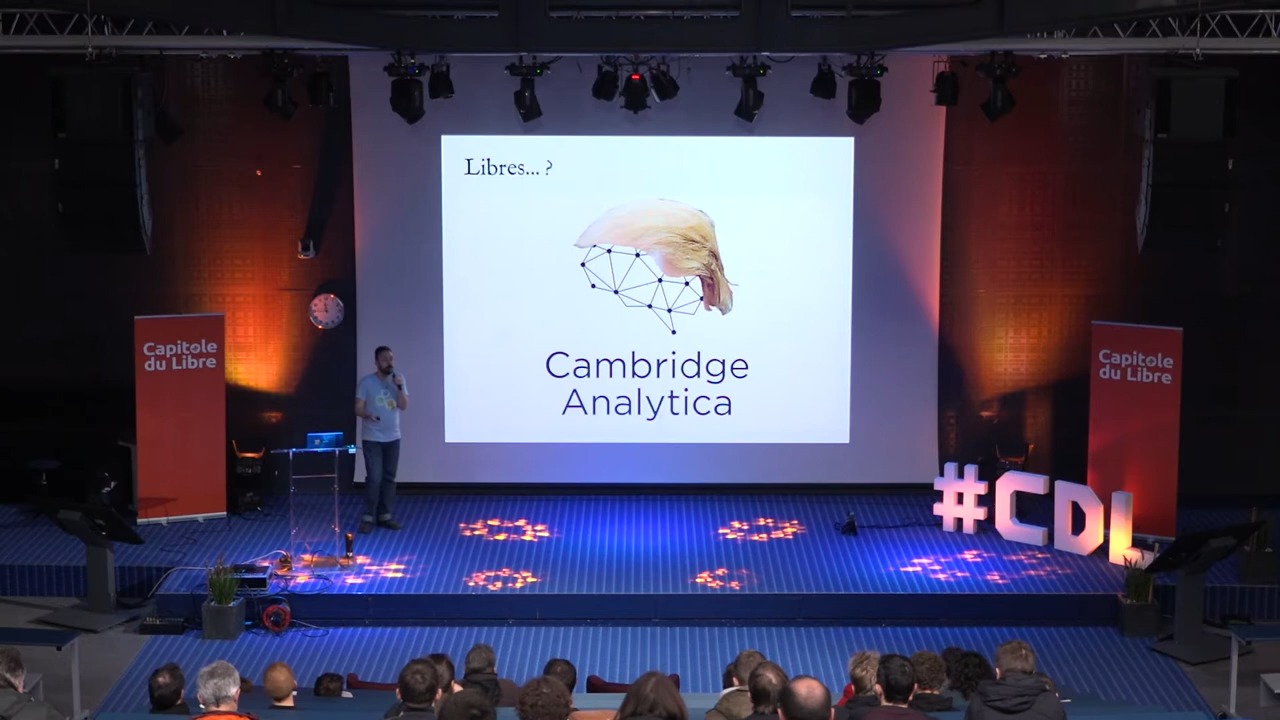 Libres... ?
Cambridge
Analytica
Capitole
du Libre
Capitole
du Libre
#CDL